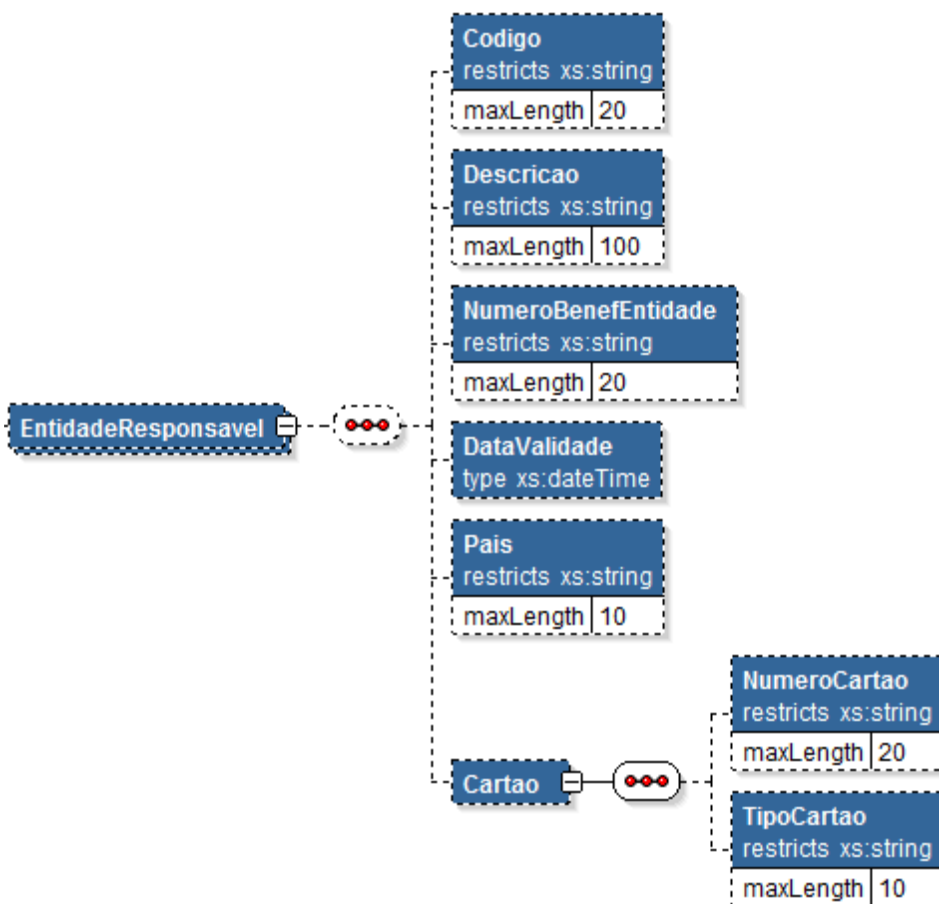 Codigo
restricts xs:string
maxLength 20
Descricao
restricts xs:string
maxLength 100
NumeroBenefEntidade
restricts xs:string
maxLength 20
EntidadeResponsavel
DataValidade
type xs:dateTime
Pais
restricts xs:string
maxLength 10
Cartao
NumeroCartao
restricts xs:string
maxLength 20
TipoCartao
restricts xs:string
maxLength 10